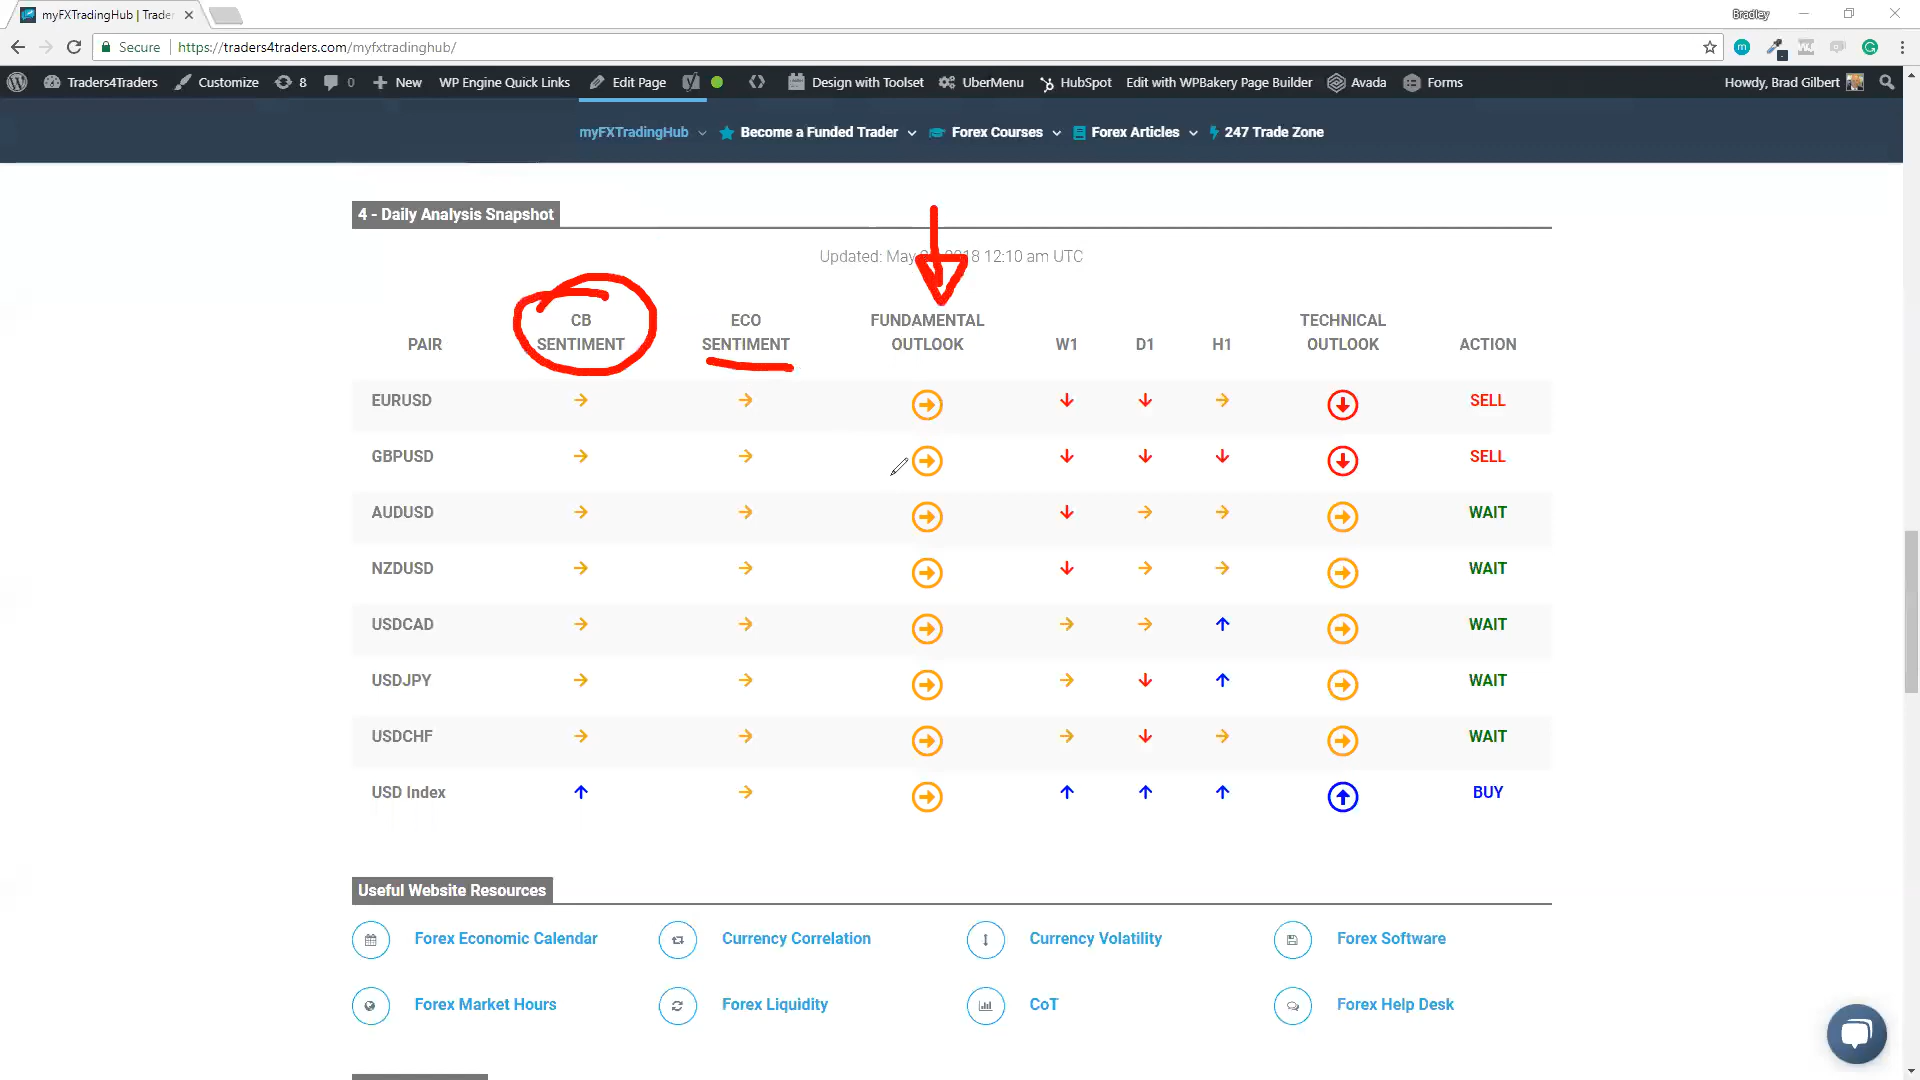 myFXTradingHub | Trade
Bradley
Secure https://traders4traders.com/myfxtradinghub/
Traders4Traders Customize 8 0 New WP Engine Quick Links Edit Page Design with Toolset UberMenu HubSpot Edit with WPBakery Page Builder Avada Forms Howdy, Brad Gilbert
myFXTradingHub Become a Funded Trader Forex Courses Forex Articles 247 Trade Zone
4 - Daily Analysis Snapshot
Updated: May 18 12:10 am UTC
PAIR CB SENTIMENT ECO SENTIMENT FUNDAMENTAL OUTLOOK W1 D1 H1 TECHNICAL OUTLOOK ACTION
EURUSD SELL
GBPUSD SELL
AUDUSD WAIT
NZDUSD WAIT
USDCAD WAIT
USDJPY WAIT
USDCHF WAIT
USD Index BUY
Useful Website Resources
Forex Economic Calendar Currency Correlation Currency Volatility Forex Software
Forex Market Hours Forex Liquidity CoT Forex Help Desk